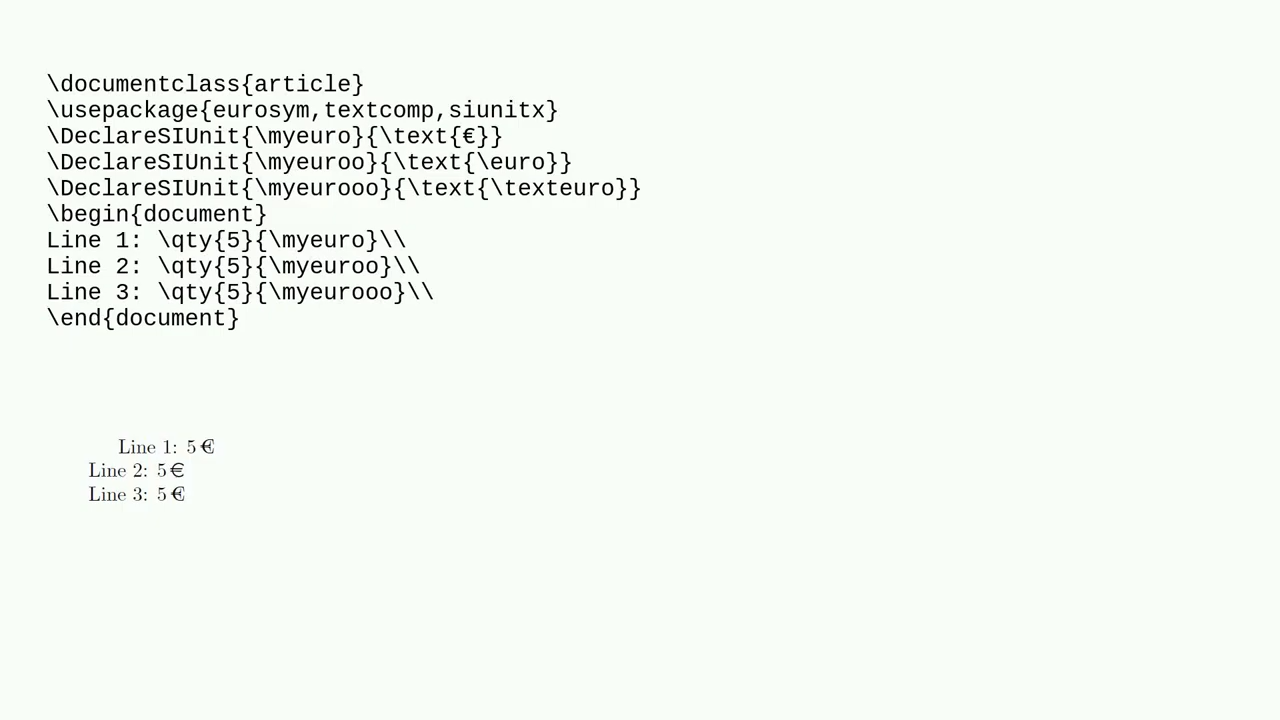 \documentclass{article}
\usepackage{eurosym,textcomp,siunitx}
\DeclareSIUnit{\myeuro}{\text{€}}
\DeclareSIUnit{\myeuroo}{\text{\euro}}
\DeclareSIUnit{\myeurooo}{\text{\texteuro}}
\begin{document}
Line 1: \qty{5}{\myeuro}\\
Line 2: \qty{5}{\myeuroo}\\
Line 3: \qty{5}{\myeurooo}\\
\end{document}
Line 1: 5 €
Line 2: 5 €
Line 3: 5 €